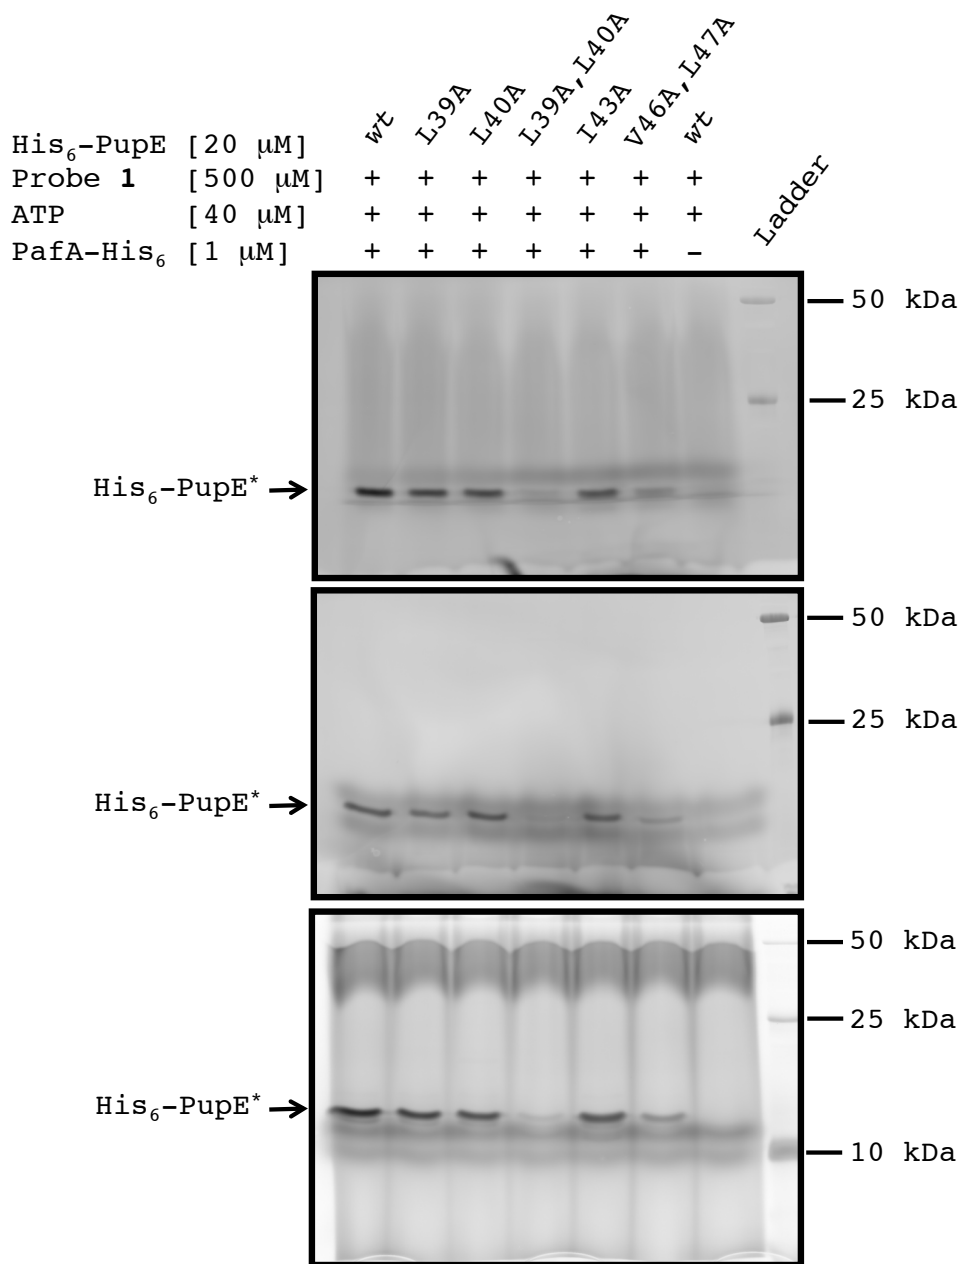 wt L39A L40A L39A,L40A I43A V46A,L47A wt Ladder
His₆-PupE [20 μM]
Probe 1 [500 μM] + + + + + + +
ATP [40 μM] + + + + + + +
PafA-His₆ [1 μM] + + + + + + –
50 kDa
25 kDa
His₆-PupE*
50 kDa
25 kDa
His₆-PupE*
50 kDa
25 kDa
His₆-PupE*
10 kDa